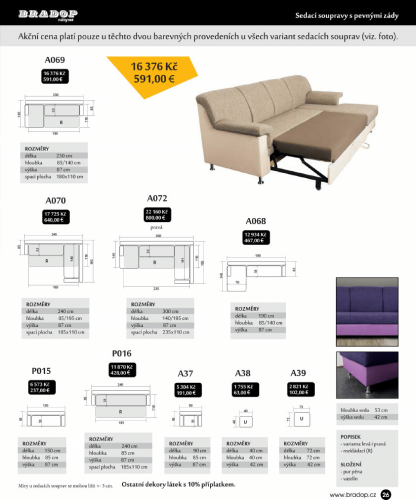 BRADOP
nábytek
Sedací soupravy s pevnými zády
Akční cena platí pouze u těchto dvou barevných provedeních u všech variant sedacích souprav (viz. foto).
A069
16 376 Kč
591,00 €
16 376 Kč
591,00 €
ROZMĚRY
délka 230 cm
hloubka 85/140 cm
výška 87 cm
spací plocha 180x110 cm
A070
17 725 Kč
640,00 €
A072
22 160 Kč
800,00 €
pravá
A068
12 934 Kč
467,00 €
ROZMĚRY
délka 240 cm
hloubka 85/195 cm
výška 87 cm
spací plocha 185x110 cm
ROZMĚRY
délka 300 cm
hloubka 140/195 cm
výška 87 cm
spací plocha 235x110 cm
ROZMĚRY
délka 190 cm
hloubka 85/140 cm
výška 87 cm
P015
6 573 Kč
237,00 €
P016
11 870 Kč
428,00 €
A37
5 304 Kč
191,00 €
A38
1 755 Kč
63,00 €
A39
2 821 Kč
102,00 €
ROZMĚRY
délka 150 cm
hloubka 85 cm
výška 87 cm
ROZMĚRY
délka 240 cm
hloubka 85 cm
výška 87 cm
spací plocha 185x110 cm
ROZMĚRY
délka 90 cm
hloubka 85 cm
výška 87 cm
ROZMĚRY
délka 40 cm
hloubka 40 cm
výška 42 cm
ROZMĚRY
délka 72 cm
hloubka 72 cm
výška 42 cm
hloubka sedu 53 cm
výška sedu 42 cm
POPISEK
- varianta levá i pravá
- rozkládací (R)
SLOŽENÍ
- pur pěna
- vazelín
Míry u sedacích souprav se mohou lišit +- 3 cm.
Ostatní dekory látek s 10% příplatkem.
www.bradop.cz 26